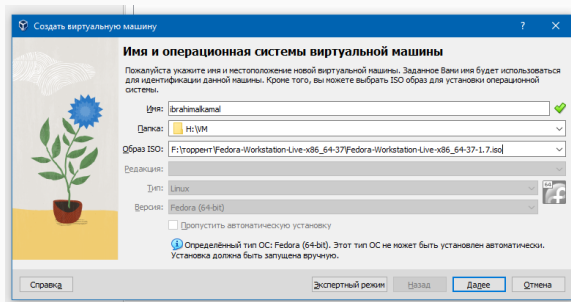 Создать виртуальную машину
Имя и операционная системы виртуальной машины
Пожалуйста укажите имя и местоположение новой виртуальной машины. Заданное Вами имя будет использоваться
для идентификации данной машины. Кроме того, вы можете выбрать ISO образ для установки операционной
системы.
Имя: ibrahimalkamal
Папка: H:\VM
Образ ISO: F:\торрент\Fedora-Workstation-Live-x86_64-37\Fedora-Workstation-Live-x86_64-37-1.7.iso
Редакция:
Тип: Linux
Версия: Fedora (64-bit)
64
Пропустить автоматическую установку
Определённый тип ОС: Fedora (64-bit). Этот тип ОС не может быть установлен автоматически.
Установка должна быть запущена вручную.
Справка Экспертный режим Назад Далее Отмена